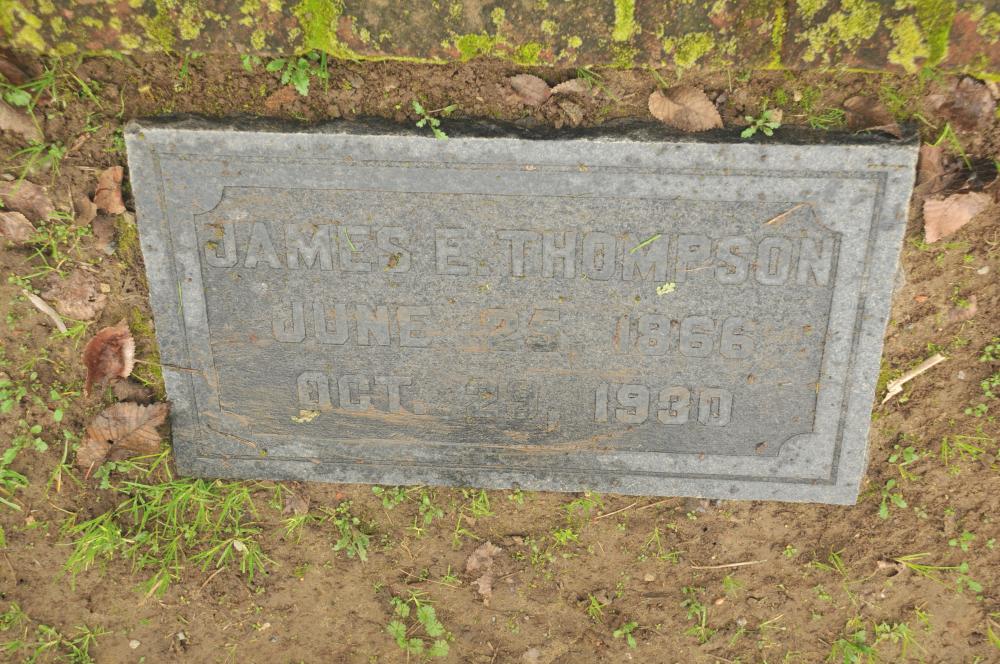 JAMES E. THOMPSON
JUNE 25 1866
OCT. 1930